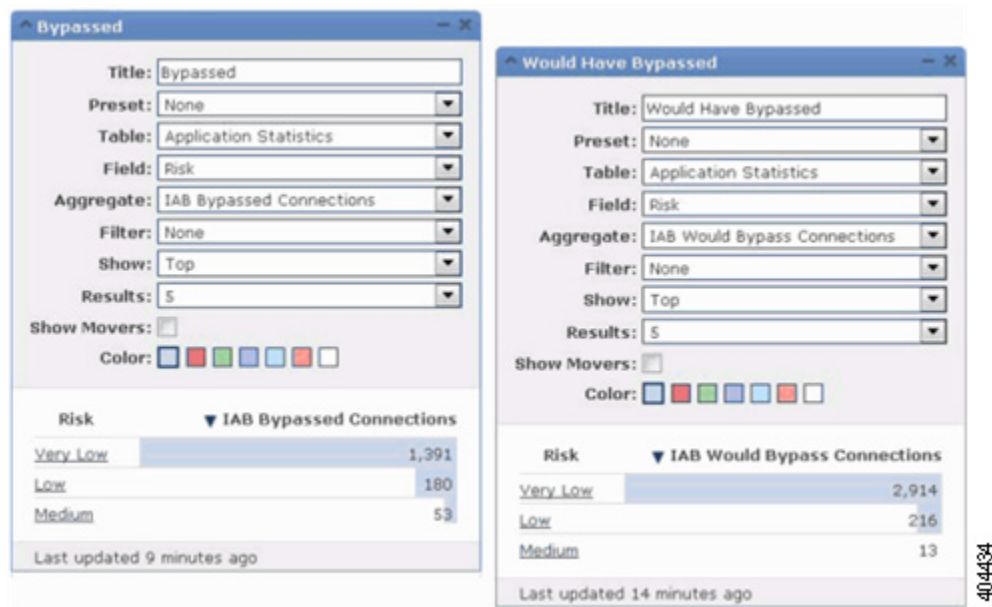 Bypassed
Title: Bypassed
Preset: None
Table: Application Statistics
Field: Risk
Aggregate: IAB Bypassed Connections
Filter: None
Show: Top
Results: 5
Show Movers:
Color:
Risk IAB Bypassed Connections
Very Low 1,391
Low 180
Medium 53
Last updated 9 minutes ago
Would Have Bypassed
Title: Would Have Bypassed
Preset: None
Table: Application Statistics
Field: Risk
Aggregate: IAB Would Bypass Connections
Filter: None
Show: Top
Results: 5
Show Movers:
Color:
Risk IAB Would Bypass Connections
Very Low 2,914
Low 216
Medium 13
Last updated 14 minutes ago
404434